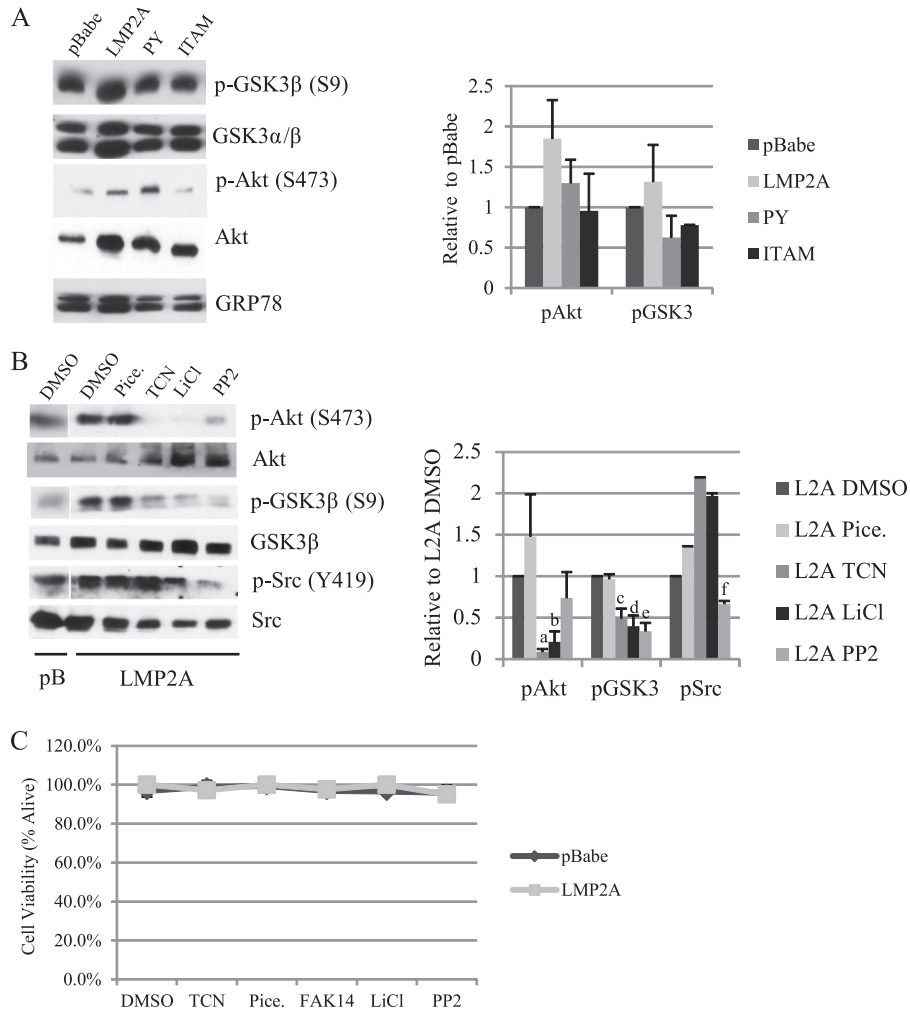 A
pBabe LMP2A PY ITAM
p-GSK3β (S9)
GSK3α/β
p-Akt (S473)
Akt
GRP78
Relative to pBabe
2.5
2
1.5
1
0.5
0
pAkt pGSK3
pBabe
LMP2A
PY
ITAM
B
DMSO DMSO Pice. TCN LiCl PP2
p-Akt (S473)
Akt
p-GSK3β (S9)
GSK3β
p-Src (Y419)
Src
pB LMP2A
Relative to L2A DMSO
2.5
2
1.5
1
0.5
0
a b c d e f
pAkt pGSK3 pSrc
L2A DMSO
L2A Pice.
L2A TCN
L2A LiCl
L2A PP2
C
Cell Viability (% Alive)
120.0%
100.0%
80.0%
60.0%
40.0%
20.0%
0.0%
DMSO TCN Pice. FAK14 LiCl PP2
pBabe
LMP2A